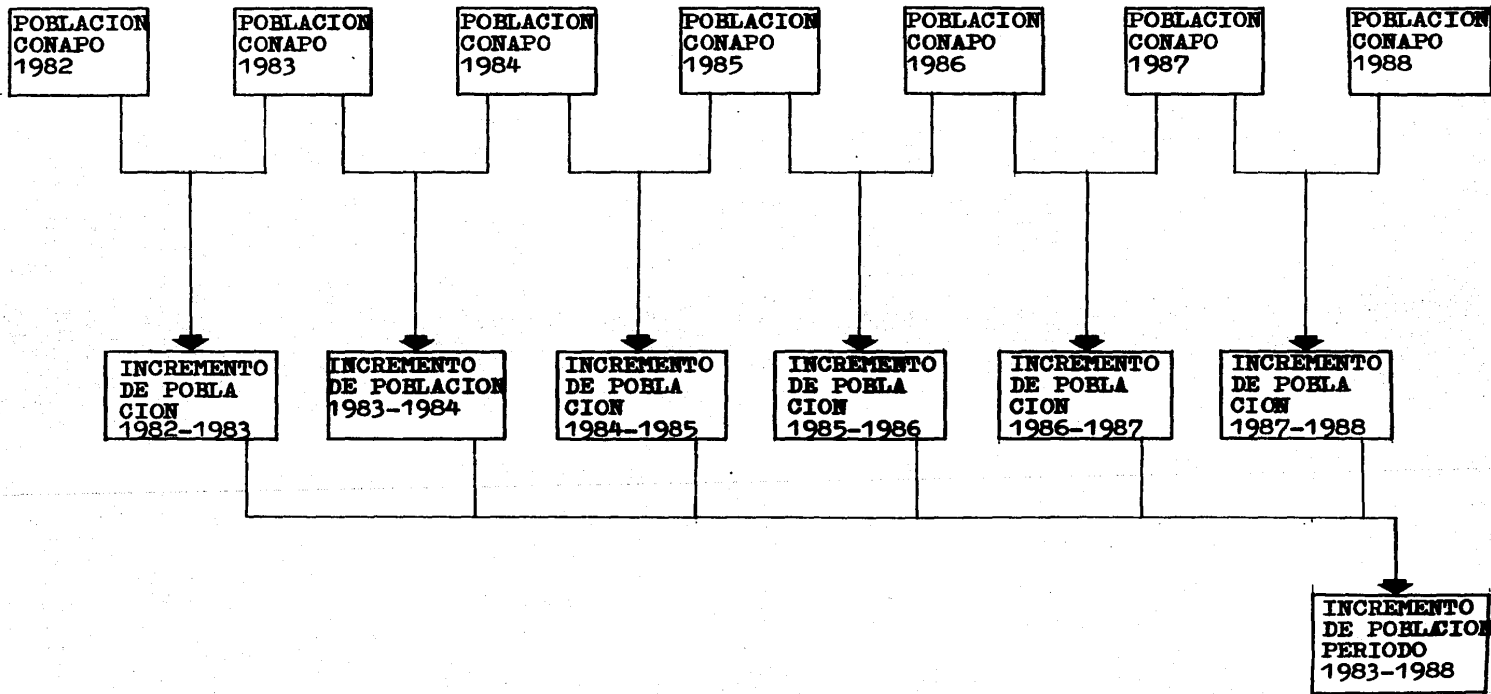 POBLACION
CONAPO
1982
POBLACION
CONAPO
1983
POBLACION
CONAPO
1984
POBLACION
CONAPO
1985
POBLACION
CONAPO
1986
POBLACION
CONAPO
1987
POBLACION
CONAPO
1988
INCREMENTO
DE POBLA
CION
1982-1983
INCREMENTO
DE POBLACION
1983-1984
INCREMENTO
DE POBLA
CION
1984-1985
INCREMENTO
DE POBLA
CION
1985-1986
INCREMENTO
DE POBLA
CION
1986-1987
INCREMENTO
DE POBLA
CION
1987-1988
INCREMENTO
DE POBLACION
PERIODO
1983-1988